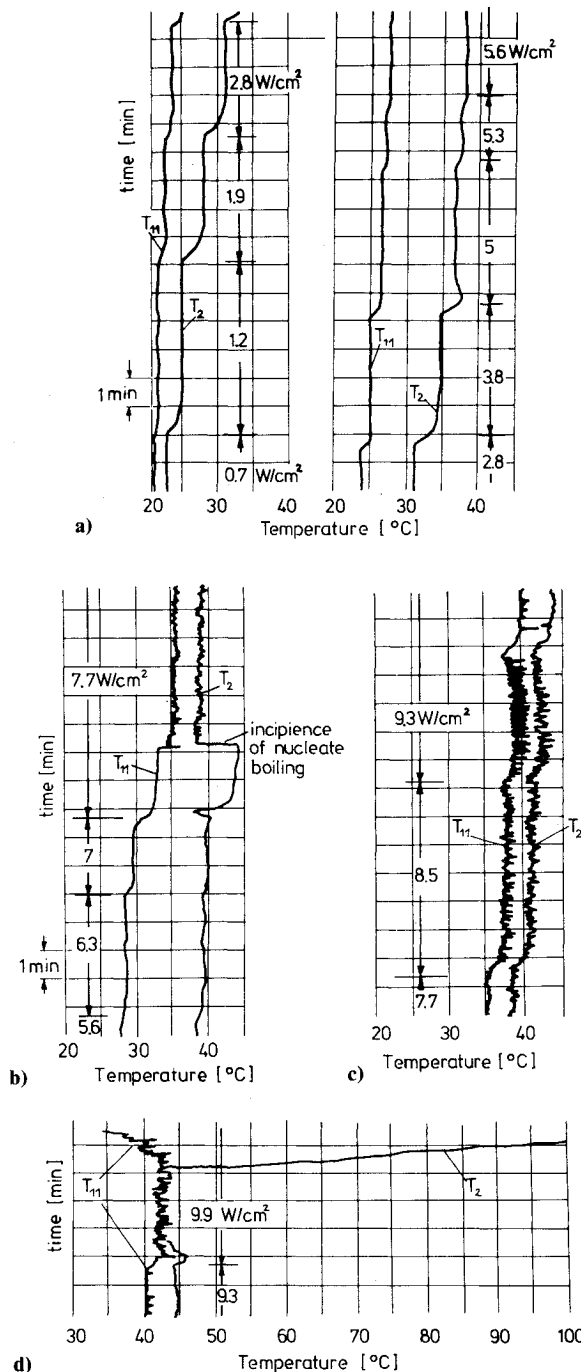 2.8 W/cm²
1.9
T₁₁
T₂
1.2
1 min
0.7 W/cm²
time [min]
20 30 40
5.6 W/cm²
5.3
5
T₁₁
3.8
T₂
2.8
20 30 40
a)
Temperature [°C]
Temperature [°C]
7.7 W/cm²
T₂
incipience
of nucleate
boiling
T₁₁
time [min]
7
6.3
1 min
5.6
20 30 40
b)
Temperature [°C]
9.3 W/cm²
T₁₁
T₂
8.5
7.7
20 30 40
c)
Temperature [°C]
T₁₁
T₂
9.9 W/cm²
time [min]
9.3
30 40 50 60 70 80 90 100
d)
Temperature [°C]